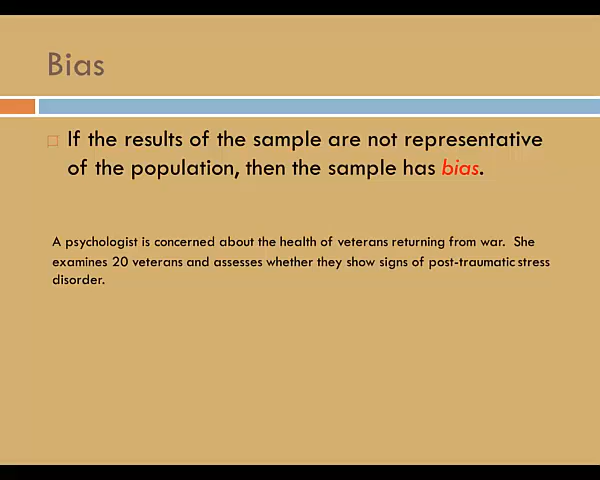 Bias
If the results of the sample are not representative
of the population, then the sample has bias.
A psychologist is concerned about the health of veterans returning from war. She
examines 20 veterans and assesses whether they show signs of post-traumatic stress
disorder.